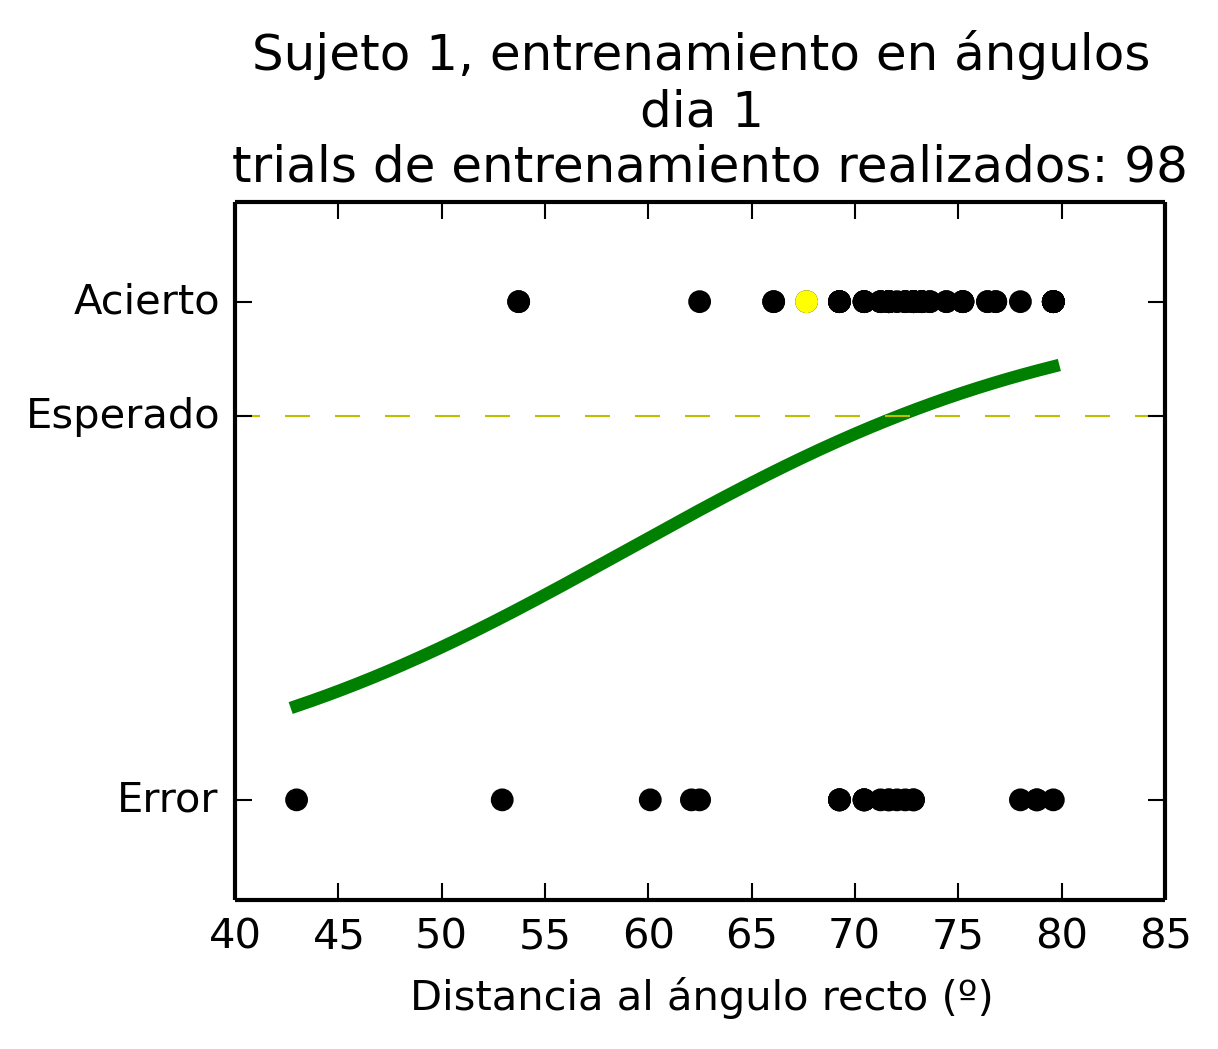 Sujeto 1, entrenamiento en ángulos
dia 1
trials de entrenamiento realizados: 98
Acierto
Esperado
Error
40 45 50 55 60 65 70 75 80 85
Distancia al ángulo recto (º)